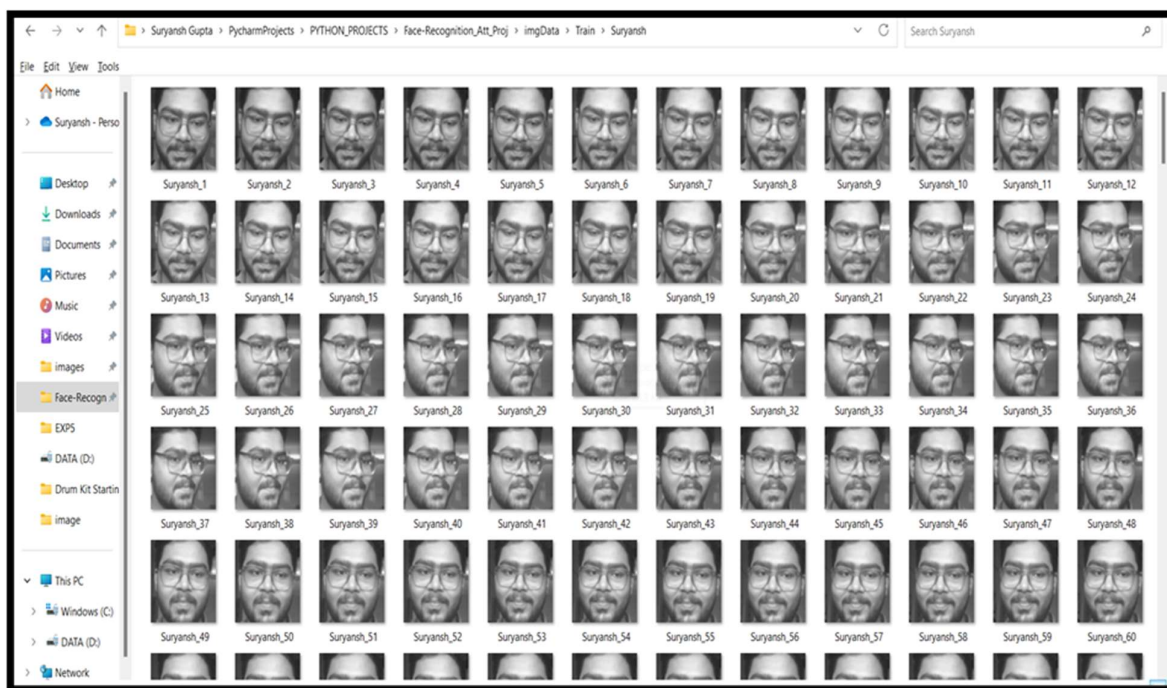 Suryansh Gupta > PycharmProjects > PYTHON_PROJECTS > Face-Recognition_Att_Proj > imgData > Train > Suryansh
Search Suryansh
File Edit View Tools
Home
Suryansh - Perso
Desktop
Downloads
Documents
Pictures
Music
Videos
images
Face-Recogn
EXP5
DATA (D:)
Drum Kit Startin
image
This PC
Windows (C:)
DATA (D:)
Network
Suryansh_1 Suryansh_2 Suryansh_3 Suryansh_4 Suryansh_5 Suryansh_6 Suryansh_7 Suryansh_8 Suryansh_9 Suryansh_10 Suryansh_11 Suryansh_12
Suryansh_13 Suryansh_14 Suryansh_15 Suryansh_16 Suryansh_17 Suryansh_18 Suryansh_19 Suryansh_20 Suryansh_21 Suryansh_22 Suryansh_23 Suryansh_24
Suryansh_25 Suryansh_26 Suryansh_27 Suryansh_28 Suryansh_29 Suryansh_30 Suryansh_31 Suryansh_32 Suryansh_33 Suryansh_34 Suryansh_35 Suryansh_36
Suryansh_37 Suryansh_38 Suryansh_39 Suryansh_40 Suryansh_41 Suryansh_42 Suryansh_43 Suryansh_44 Suryansh_45 Suryansh_46 Suryansh_47 Suryansh_48
Suryansh_49 Suryansh_50 Suryansh_51 Suryansh_52 Suryansh_53 Suryansh_54 Suryansh_55 Suryansh_56 Suryansh_57 Suryansh_58 Suryansh_59 Suryansh_60